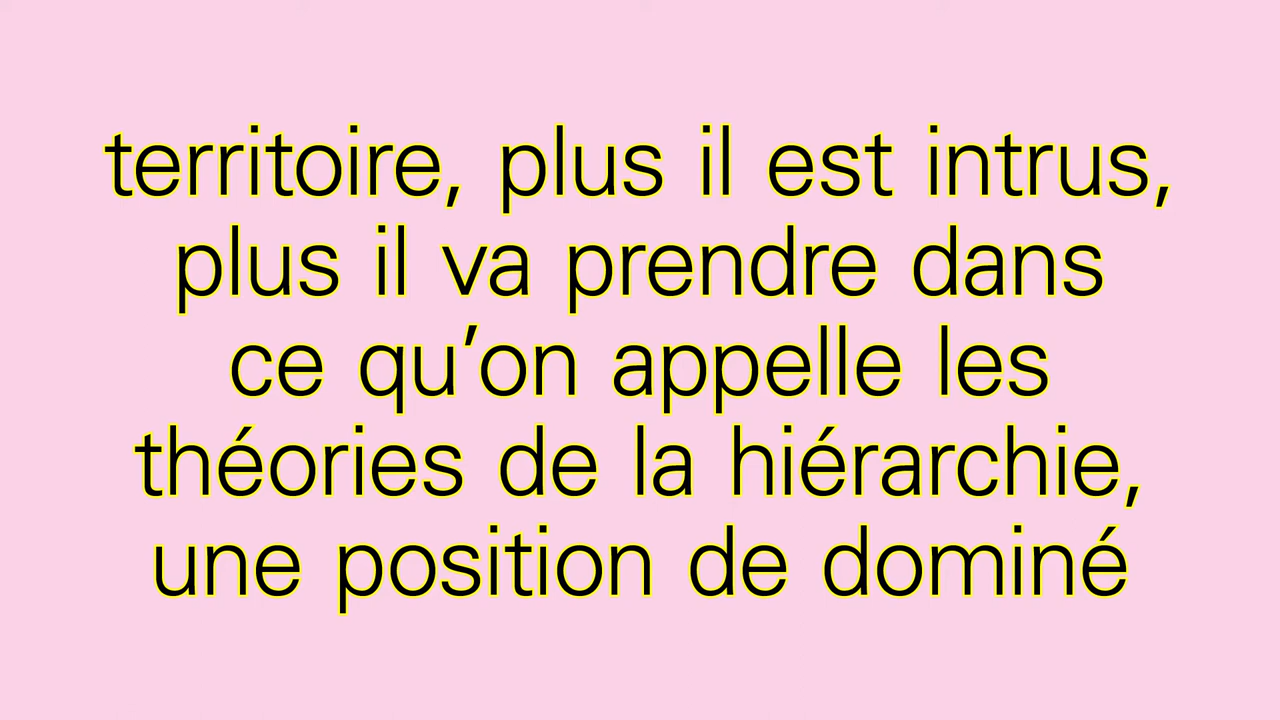 territoire, plus il est intrus,
plus il va prendre dans
ce qu’on appelle les
théories de la hiérarchie,
une position de dominé